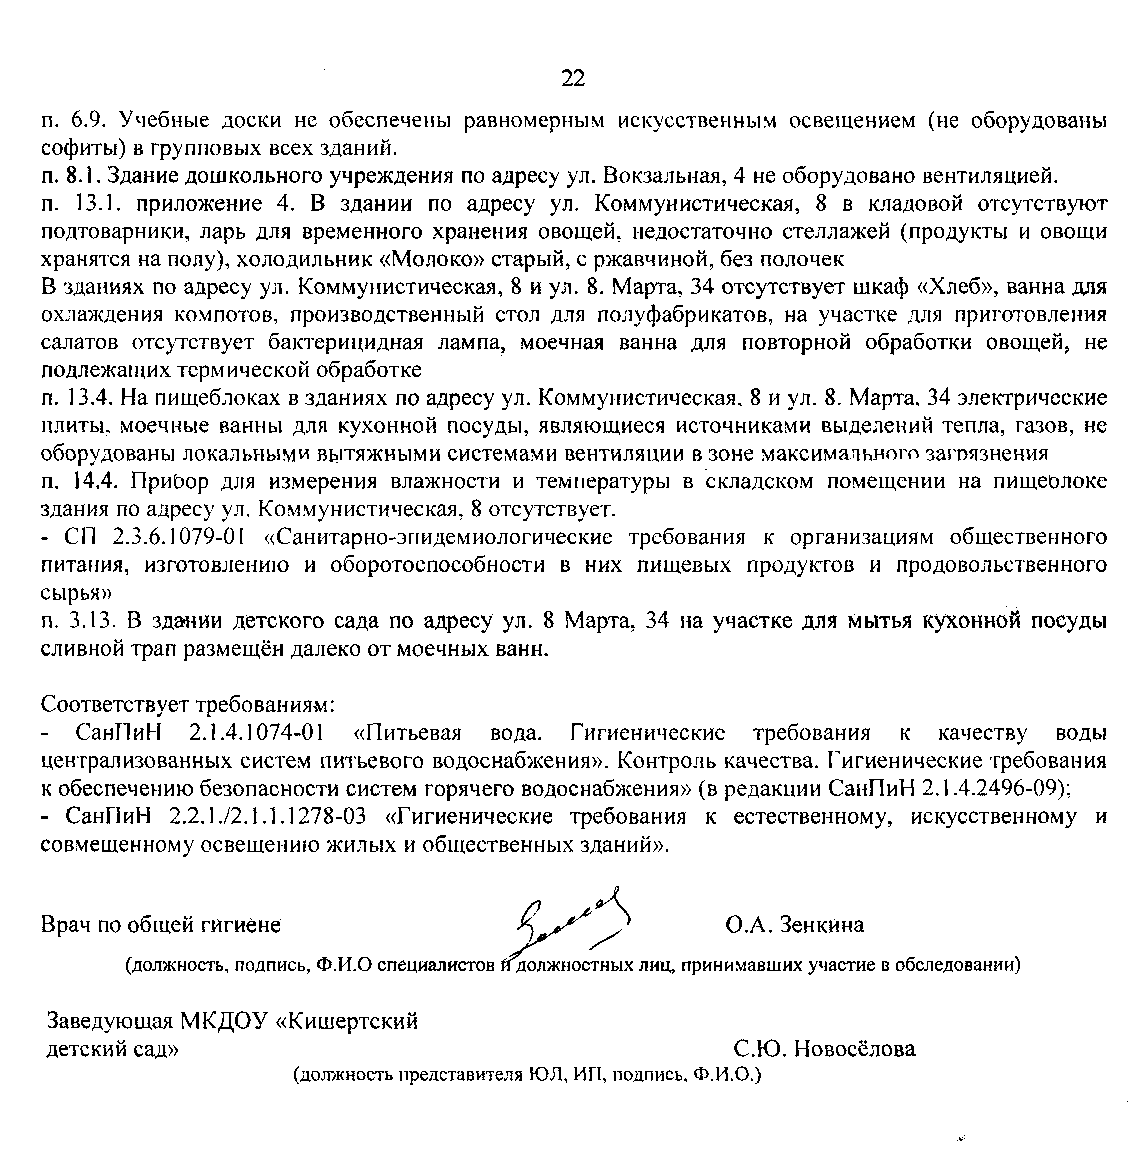 22
п. 6.9. Учебные доски не обеспечены равномерным искусственным освещением (не оборудованы
софиты) в групповых всех зданий.
п. 8.1. Здание дошкольного учреждения по адресу ул. Вокзальная, 4 не оборудовано вентиляцией.
п. 13.1. приложение 4. В здании по адресу ул. Коммунистическая, 8 в кладовой отсутствуют
подтоварники, ларь для временного хранения овощей, недостаточно стеллажей (продукты и овощи
хранятся на полу), холодильник «Молоко» старый, с ржавчиной, без полочек
В зданиях по адресу ул. Коммунистическая, 8 и ул. 8. Марта, 34 отсутствует шкаф «Хлеб», ванна для
охлаждения компотов, производственный стол для полуфабрикатов, на участке для приготовления
салатов отсутствует бактерицидная лампа, моечная ванна для повторной обработки овощей, не
подлежащих термической обработке
п. 13.4. На пищеблоках в зданиях по адресу ул. Коммунистическая, 8 и ул. 8. Марта, 34 электрические
плиты, моечные ванны для кухонной посуды, являющиеся источниками выделений тепла, газов, не
оборудованы локальными вытяжными системами вентиляции в зоне максимального загрязнения
п. 14.4. Прибор для измерения влажности и температуры в складском помещении на пищеблоке
здания по адресу ул. Коммунистическая, 8 отсутствует.
- СП 2.3.6.1079-01 «Санитарно-эпидемиологические требования к организациям общественного
питания, изготовлению и оборотоспособности в них пищевых продуктов и продовольственного
сырья»
п. 3.13. В здании детского сада по адресу ул. 8 Марта, 34 на участке для мытья кухонной посуды
сливной трап размещён далеко от моечных ванн.
Соответствует требованиям:
- СанПиН 2.1.4.1074-01 «Питьевая вода. Гигиенические требования к качеству воды
централизованных систем питьевого водоснабжения». Контроль качества. Гигиенические требования
к обеспечению безопасности систем горячего водоснабжения» (в редакции СанПиН 2.1.4.2496-09);
- СанПиН 2.2.1./2.1.1.1278-03 «Гигиенические требования к естественному, искусственному и
совмещенному освещению жилых и общественных зданий».
Врач по общей гигиене О.А. Зенкина
(должность, подпись, Ф.И.О специалистов и должностных лиц, принимавших участие в обследовании)
Заведующая МКДОУ «Кишертский
детский сад» С.Ю. Новосёлова
(должность представителя ЮЛ, ИП, подпись, Ф.И.О.)